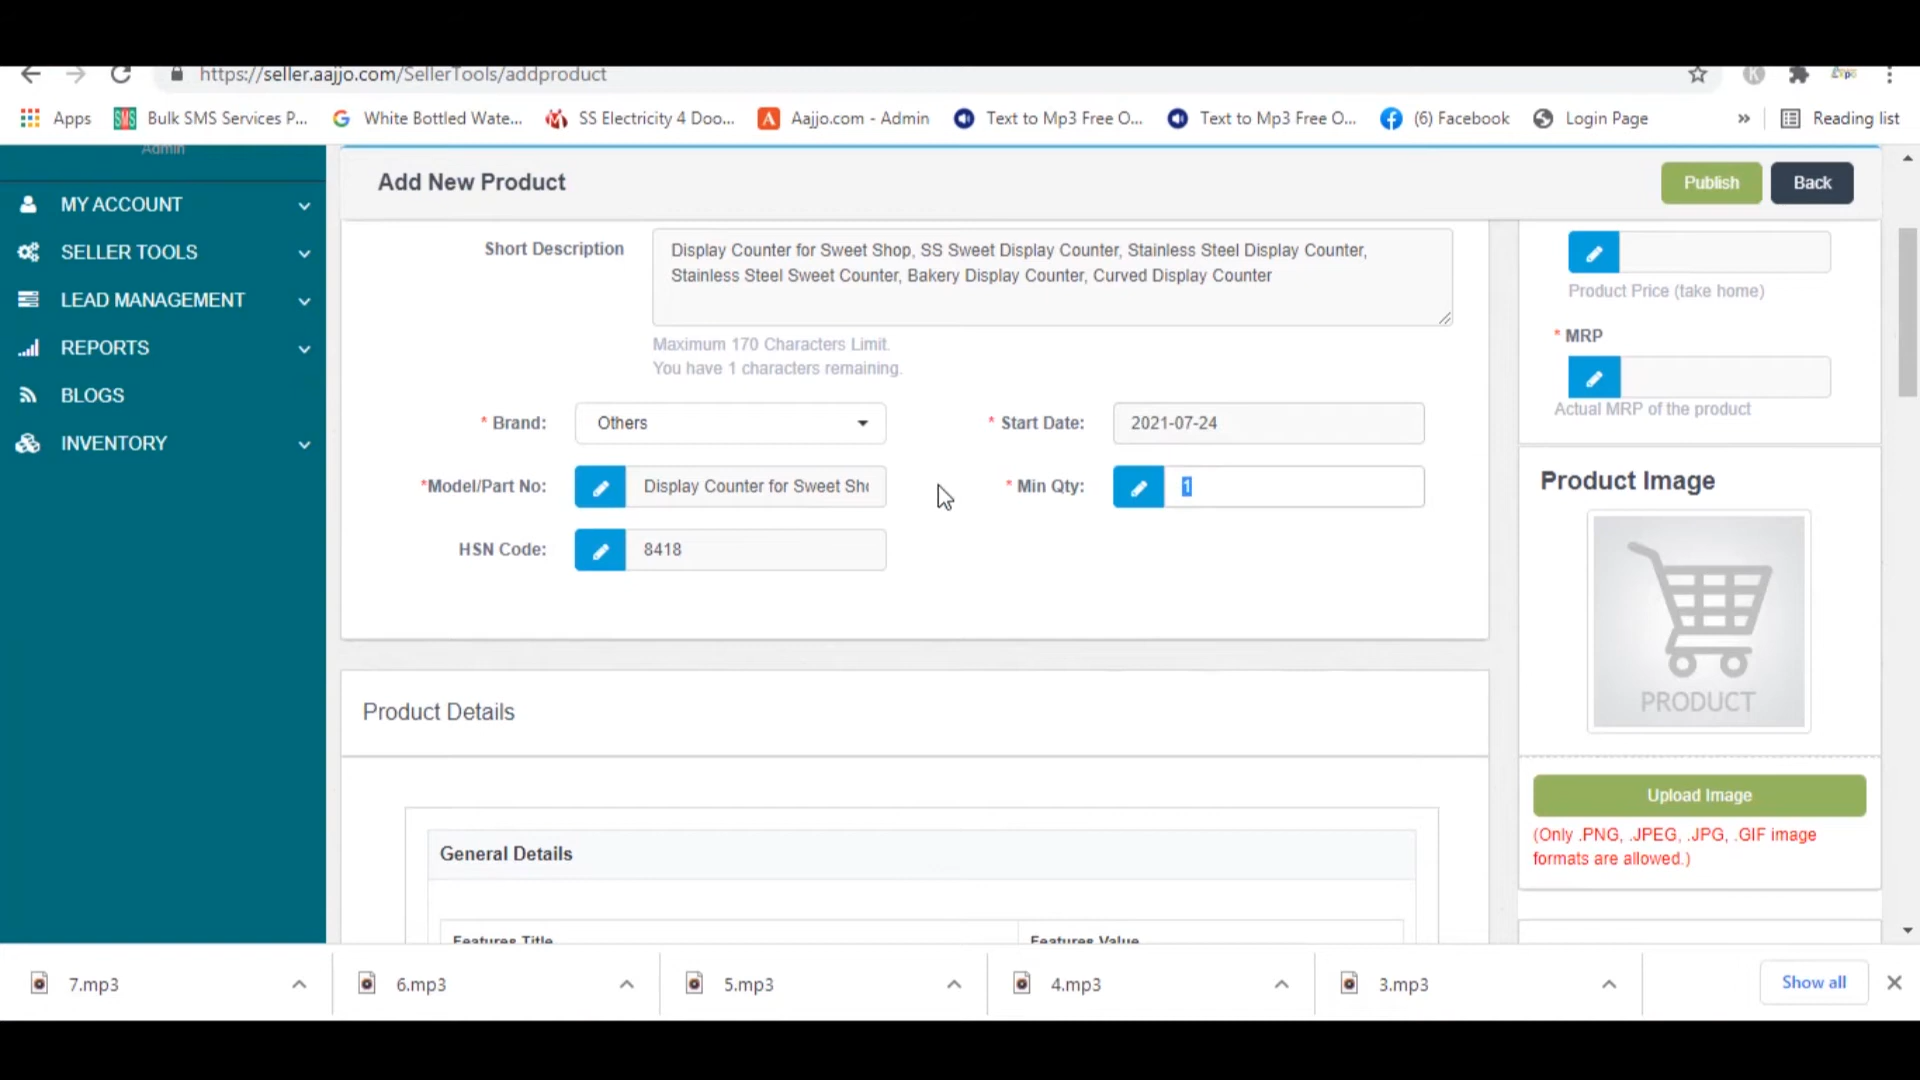 https://seller.aajjo.com/SellerTools/addproduct
Apps
Bulk SMS Services P...
White Bottled Wate...
SS Electricity 4 Doo...
Aajjo.com - Admin
Text to Mp3 Free O...
Text to Mp3 Free O...
(6) Facebook
Login Page
»
Reading list
Admin
MY ACCOUNT
SELLER TOOLS
LEAD MANAGEMENT
REPORTS
BLOGS
INVENTORY
Add New Product
Publish
Back
Short Description
Display Counter for Sweet Shop, SS Sweet Display Counter, Stainless Steel Display Counter,
Stainless Steel Sweet Counter, Bakery Display Counter, Curved Display Counter
Maximum 170 Characters Limit.
You have 1 characters remaining.
* Brand:
Others
* Start Date:
2021-07-24
*Model/Part No:
Display Counter for Sweet Sh
* Min Qty:
1
HSN Code:
8418
Product Price (take home)
* MRP
Actual MRP of the product
Product Image
PRODUCT
Upload Image
(Only .PNG, .JPEG, .JPG, .GIF image
formats are allowed.)
Product Details
General Details
Features Title
Features Value
7.mp3
6.mp3
5.mp3
4.mp3
3.mp3
Show all